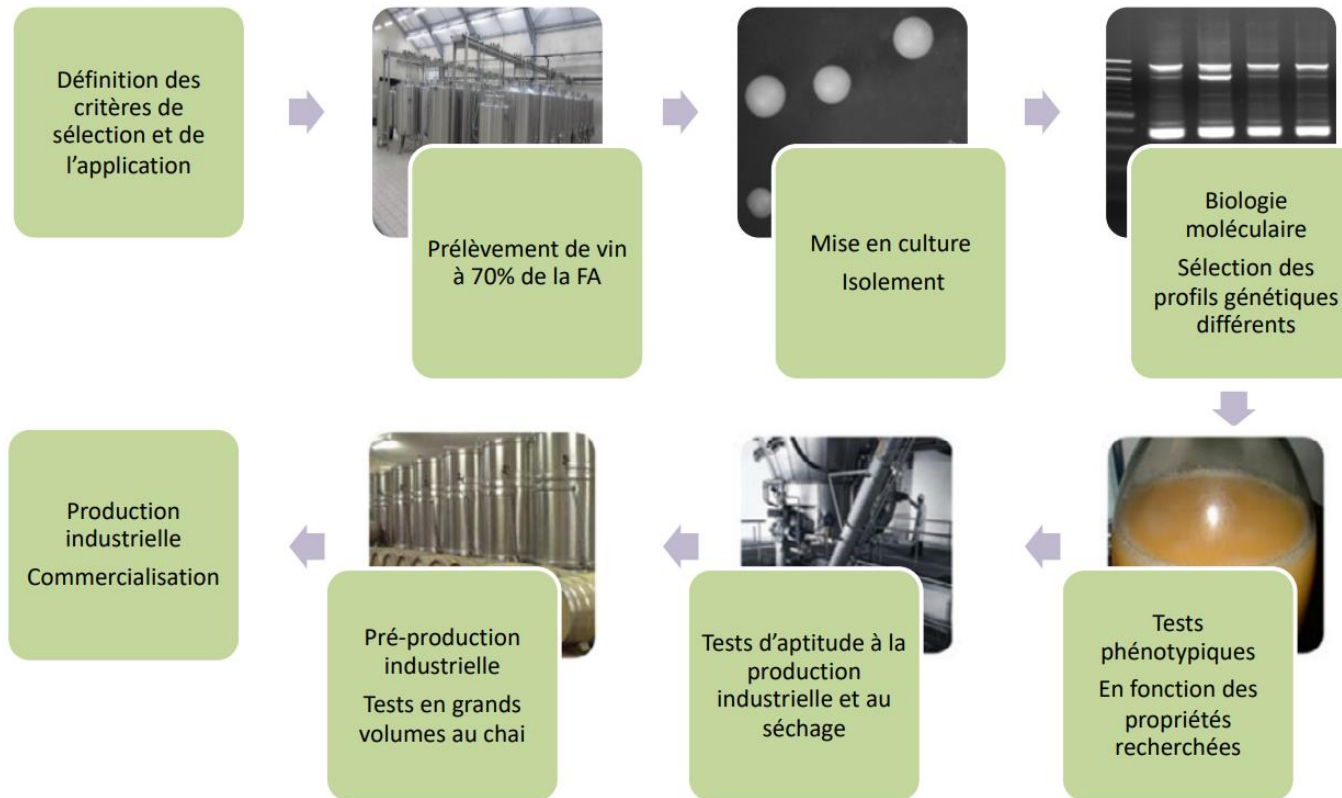 Définition des
critères de
sélection et de
l'application
Prélèvement de vin
à 70% de la FA
Mise en culture
Isolement
Biologie
moléculaire
Sélection des
profils génétiques
différents
Production
industrielle
Commercialisation
Pré-production
industrielle
Tests en grands
volumes au chai
Tests d'aptitude à la
production
industrielle et au
séchage
Tests
phénotypiques
En fonction des
propriétés
recherchées